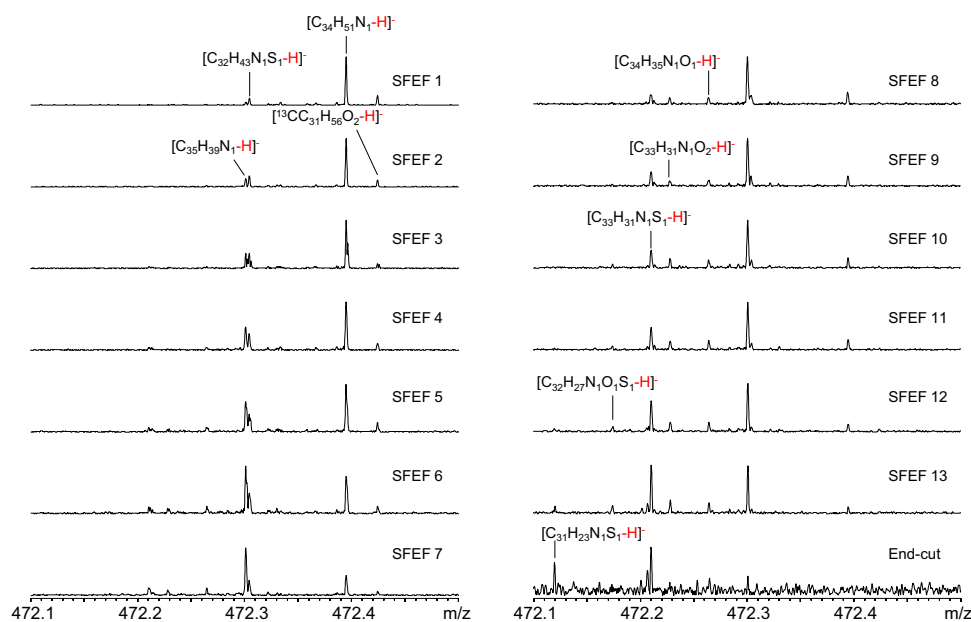 [C₃₄H₅₁N₁-H]⁻
[C₃₂H₄₃N₁S₁-H]⁻
SFEF 1
[¹³CC₃₁H₅₆O₂-H]⁻
[C₃₅H₃₉N₁-H]⁻
SFEF 2
SFEF 3
SFEF 4
SFEF 5
SFEF 6
SFEF 7
472.1 472.2 472.3 472.4 m/z
[C₃₄H₃₅N₁O₁-H]⁻
SFEF 8
[C₃₃H₃₁N₁O₂-H]⁻
SFEF 9
[C₃₃H₃₁N₁S₁-H]⁻
SFEF 10
SFEF 11
[C₃₂H₂₇N₁O₁S₁-H]⁻
SFEF 12
SFEF 13
[C₃₁H₂₃N₁S₁-H]⁻
End-cut
472.1 472.2 472.3 472.4 m/z